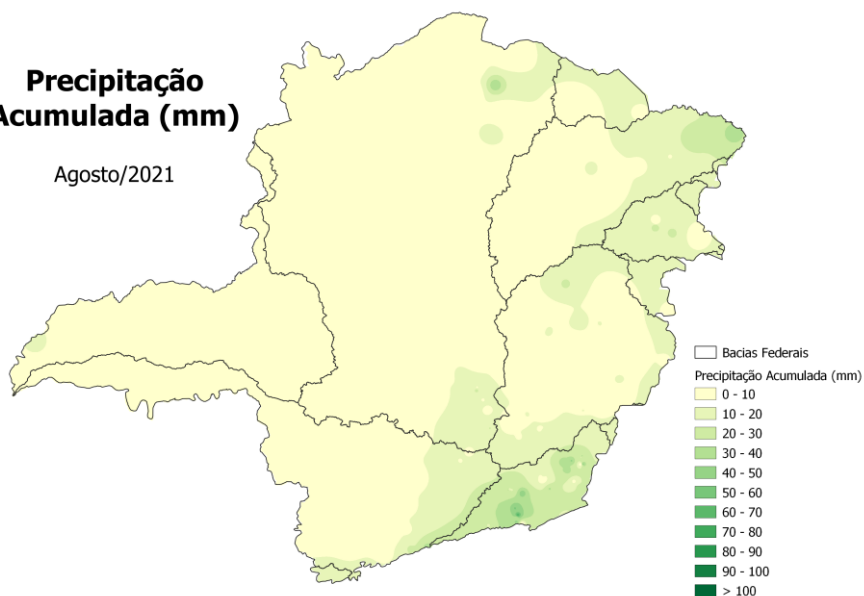 Precipitação
Acumulada (mm)
Agosto/2021
Bacias Federais
Precipitação Acumulada (mm)
0 - 10
10 - 20
20 - 30
30 - 40
40 - 50
50 - 60
60 - 70
70 - 80
80 - 90
90 - 100
> 100